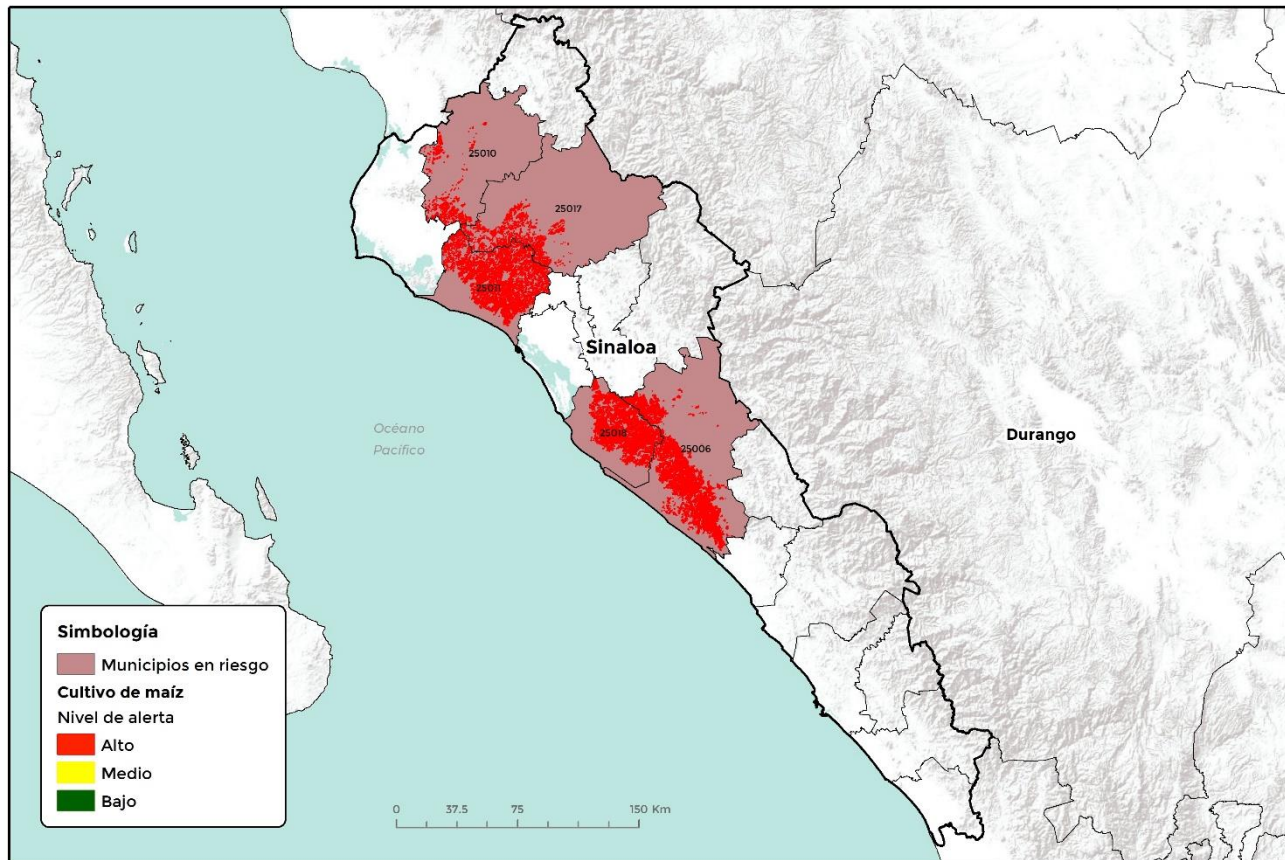 25010
25017
25011
Sinaloa
25018
25006
Océano
Pacífico
Durango
Simbología
Municipios en riesgo
Cultivo de maíz
Nivel de alerta
Alto
Medio
Bajo
0 37.5 75 150 Km